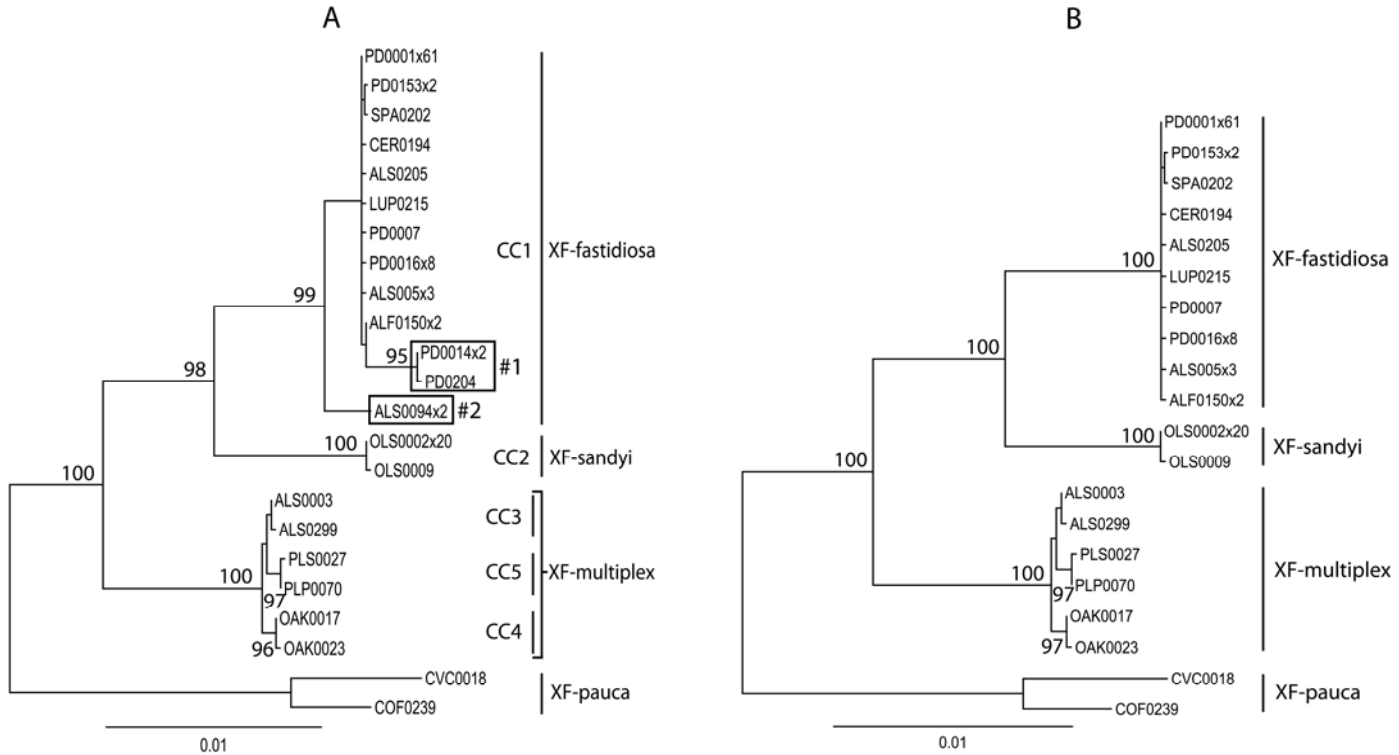 A
PD0001x61
PD0153x2
SPA0202
CER0194
ALS0205
LUP0215
PD0007
CC1
XF-fastidiosa
PD0016x8
ALS005x3
99
ALF0150x2
95
PD0014x2
#1
PD0204
98
ALS0094x2
#2
100
OLS0002x20
OLS0009
CC2
XF-sandyi
100
ALS0003
ALS0299
CC3
100
PLS0027
PLP0070
97
CC5
XF-multiplex
OAK0017
96
OAK0023
CC4
CVC0018
COF0239
XF-pauca
0.01
B
PD0001x61
PD0153x2
SPA0202
CER0194
ALS0205
100
XF-fastidiosa
LUP0215
PD0007
PD0016x8
100
ALS005x3
ALF0150x2
100
OLS0002x20
OLS0009
XF-sandyi
100
ALS0003
ALS0299
PLS0027
100
PLP0070
97
XF-multiplex
OAK0017
97
OAK0023
CVC0018
COF0239
XF-pauca
0.01